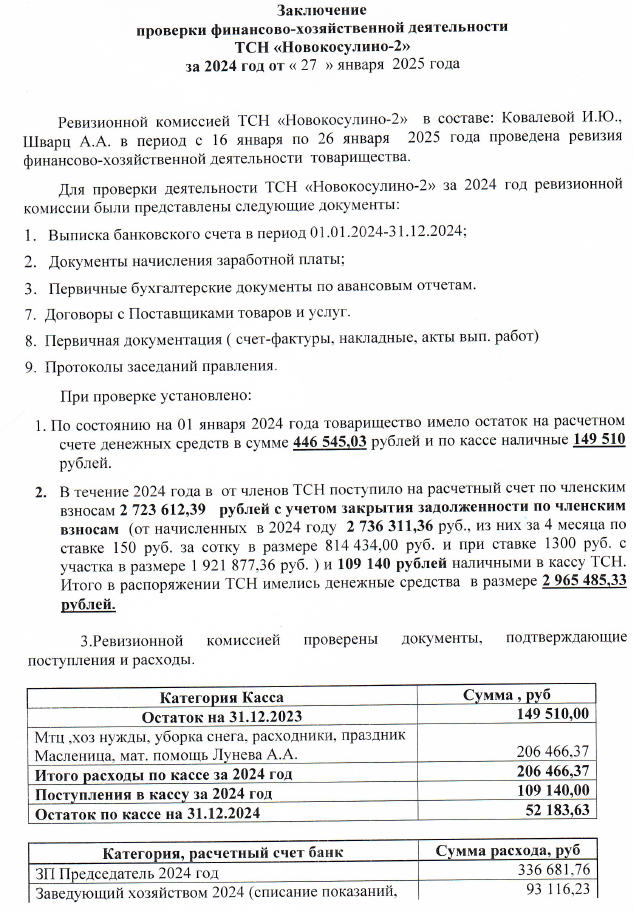 Заключение
проверки финансово-хозяйственной деятельности
ТСН «Новокосулино-2»
за 2024 год от « 27 » января 2025 года
Ревизионной комиссией ТСН «Новокосулино-2» в составе: Ковалевой И.Ю.,
Шварц А.А. в период с 16 января по 26 января 2025 года проведена ревизия
финансово-хозяйственной деятельности товарищества.
Для проверки деятельности ТСН «Новокосулино-2» за 2024 год ревизионной
комиссии были представлены следующие документы:
1. Выписка банковского счета в период 01.01.2024-31.12.2024;
2. Документы начисления заработной платы;
3. Первичные бухгалтерские документы по авансовым отчетам.
7. Договоры с Поставщиками товаров и услуг.
8. Первичная документация ( счет-фактуры, накладные, акты вып. работ)
9. Протоколы заседаний правления.
При проверке установлено:
1. По состоянию на 01 января 2024 года товарищество имело остаток на расчетном
счете денежных средств в сумме 446 545,03 рублей и по кассе наличные 149 510
рублей.
2. В течение 2024 года в от членов ТСН поступило на расчетный счет по членским
взносам 2 723 612,39 рублей с учетом закрытия задолженности по членским
взносам (от начисленных в 2024 году 2 736 311,36 руб., из них за 4 месяца по
ставке 150 руб. за сотку в размере 814 434,00 руб. и при ставке 1300 руб. с
участка в размере 1 921 877,36 руб. ) и 109 140 рублей наличными в кассу ТСН.
Итого в распоряжении ТСН имелись денежные средства в размере 2 965 485,33
рублей.
3.Ревизионной комиссией проверены документы, подтверждающие
поступления и расходы.
Категория Касса Сумма , руб
Остаток на 31.12.2023 149 510,00
Мтц ,хоз нужды, уборка снега, расходники, праздник
Масленица, мат. помощь Лунева А.А. 206 466,37
Итого расходы по кассе за 2024 год 206 466,37
Поступления в кассу за 2024 год 109 140,00
Остаток по кассе на 31.12.2024 52 183,63
Категория, расчетный счет банк Сумма расхода, руб
ЗП Председатель 2024 год 336 681,76
Заведующий хозяйством 2024 (списание показаний, 93 116,23